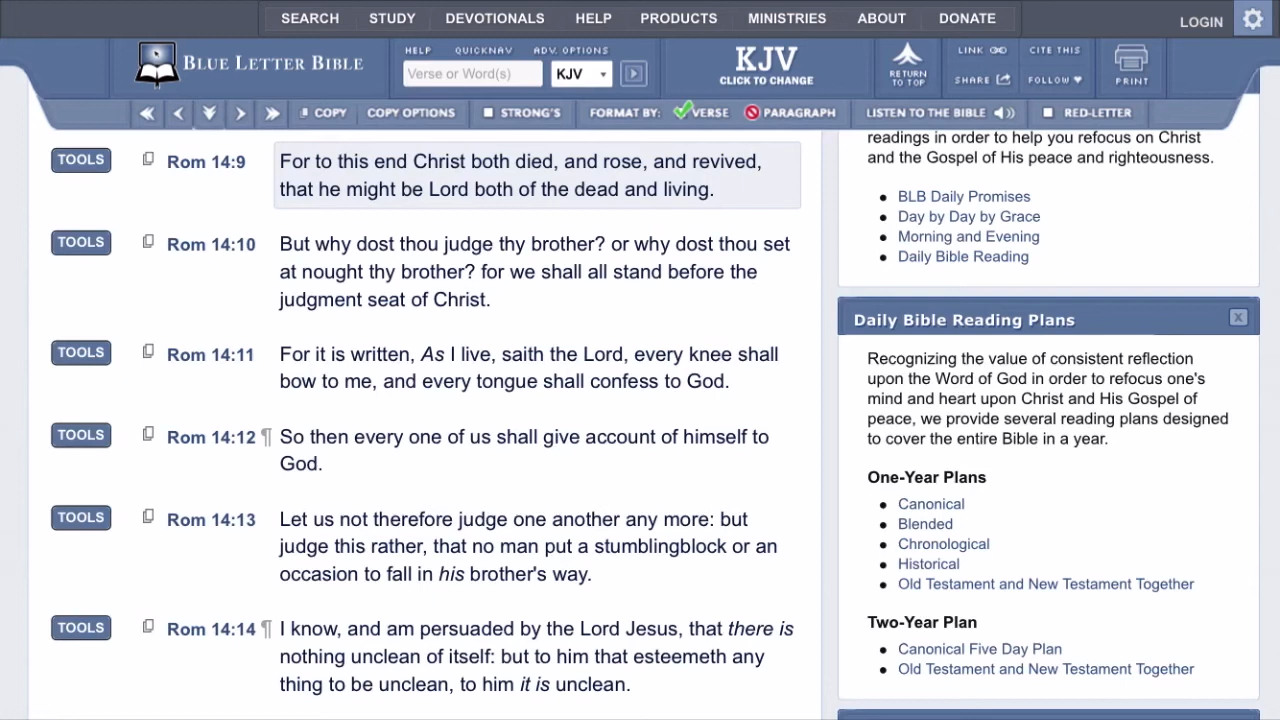 SEARCH STUDY DEVOTIONALS HELP PRODUCTS MINISTRIES ABOUT DONATE LOGIN
BLUE LETTER BIBLE
HELP QUICKNAV ADV. OPTIONS
Verse or Word(s) KJV
KJV
CLICK TO CHANGE
RETURN
TO TOP
LINK CITE THIS
SHARE FOLLOW
PRINT
COPY COPY OPTIONS STRONG'S FORMAT BY: VERSE PARAGRAPH LISTEN TO THE BIBLE RED-LETTER
TOOLS Rom 14:9 For to this end Christ both died, and rose, and revived,
that he might be Lord both of the dead and living.
TOOLS Rom 14:10 But why dost thou judge thy brother? or why dost thou set
at nought thy brother? for we shall all stand before the
judgment seat of Christ.
TOOLS Rom 14:11 For it is written, As I live, saith the Lord, every knee shall
bow to me, and every tongue shall confess to God.
TOOLS Rom 14:12 ¶ So then every one of us shall give account of himself to
God.
TOOLS Rom 14:13 Let us not therefore judge one another any more: but
judge this rather, that no man put a stumblingblock or an
occasion to fall in his brother's way.
TOOLS Rom 14:14 ¶ I know, and am persuaded by the Lord Jesus, that there is
nothing unclean of itself: but to him that esteemeth any
thing to be unclean, to him it is unclean.
readings in order to help you refocus on Christ
and the Gospel of His peace and righteousness.
BLB Daily Promises
Day by Day by Grace
Morning and Evening
Daily Bible Reading
Daily Bible Reading Plans X
Recognizing the value of consistent reflection
upon the Word of God in order to refocus one's
mind and heart upon Christ and His Gospel of
peace, we provide several reading plans designed
to cover the entire Bible in a year.
One-Year Plans
Canonical
Blended
Chronological
Historical
Old Testament and New Testament Together
Two-Year Plan
Canonical Five Day Plan
Old Testament and New Testament Together